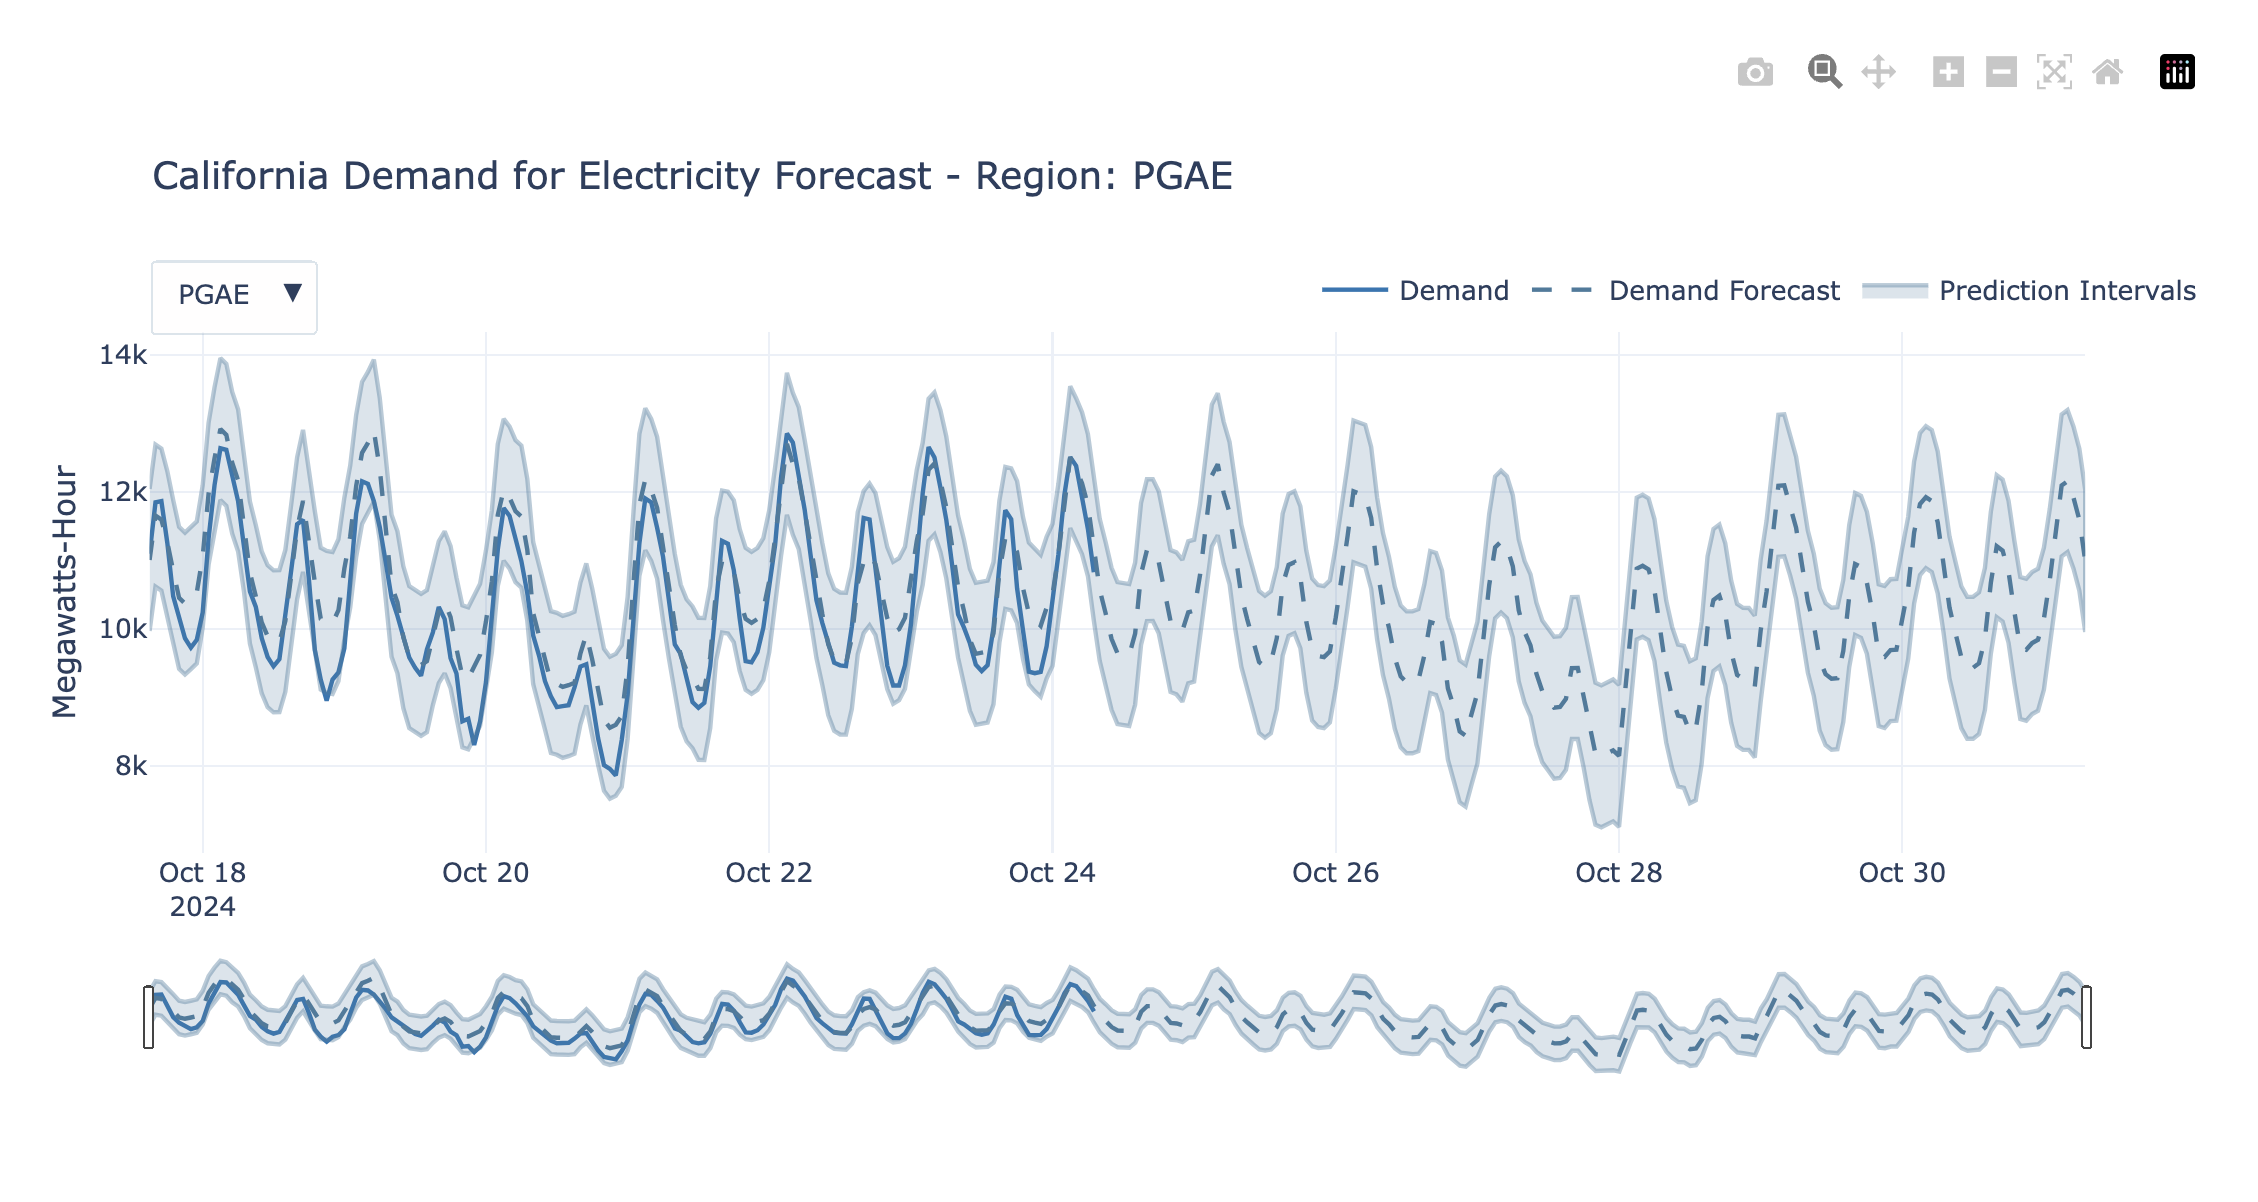 California Demand for Electricity Forecast - Region: PGAE
PGAE ▼
Demand
Demand Forecast
Prediction Intervals
14k
12k
10k
8k
Megawatts-Hour
Oct 18
2024
Oct 20
Oct 22
Oct 24
Oct 26
Oct 28
Oct 30